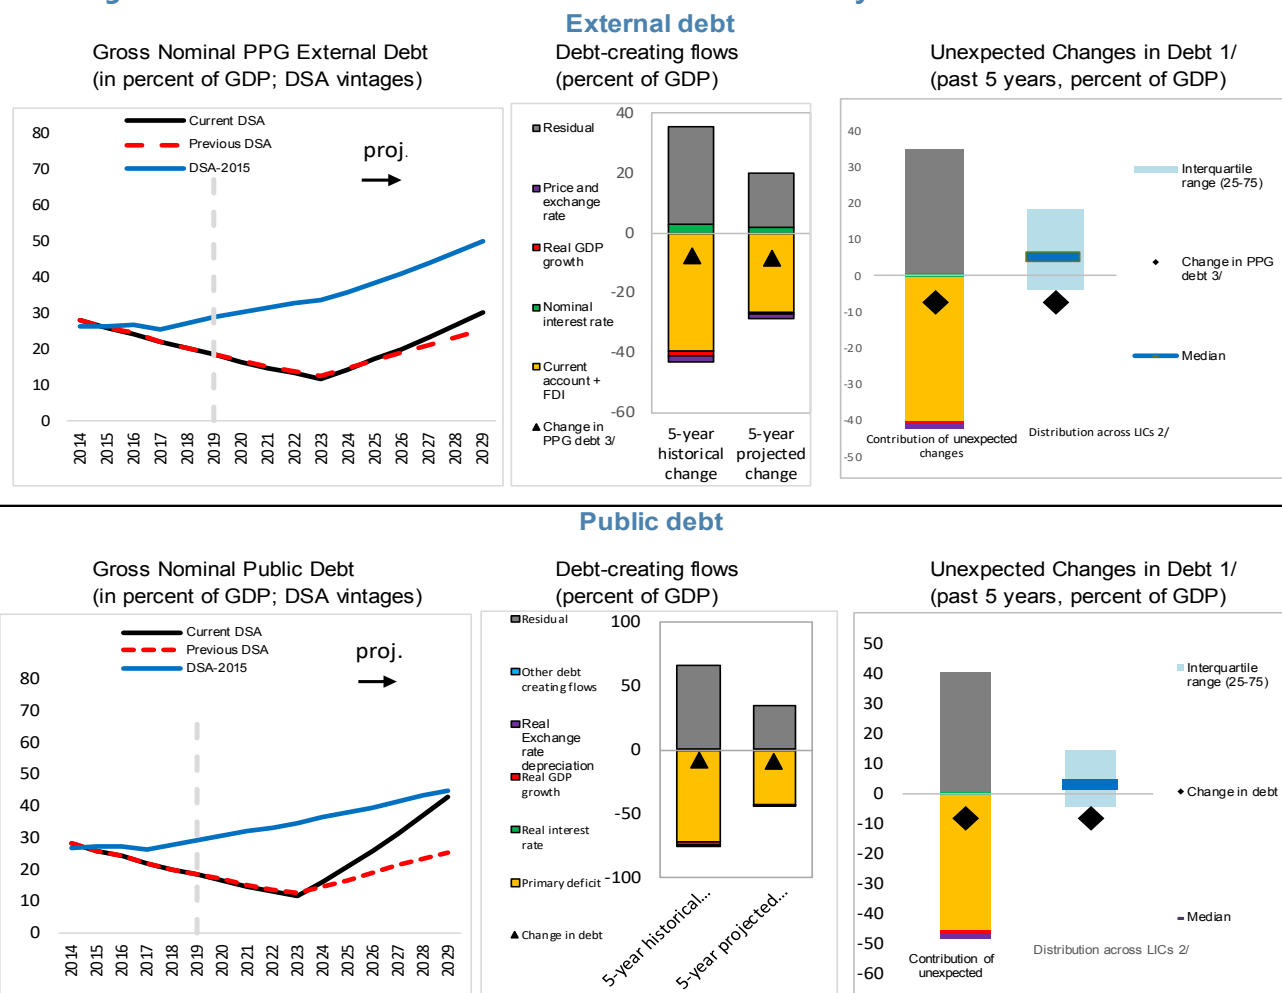 External debt
Gross Nominal PPG External Debt
(in percent of GDP; DSA vintages)
Current DSA
Previous DSA
DSA-2015
proj.
80
70
60
50
40
30
20
10
0
2014
2015
2016
2017
2018
2019
2020
2021
2022
2023
2024
2025
2026
2027
2028
2029
Debt-creating flows
(percent of GDP)
Residual
Price and
exchange
rate
Real GDP
growth
Nominal
interest rate
Current
account +
FDI
Change in
PPG debt 3/
40
20
0
-20
-40
-60
5-year
historical
change
5-year
projected
change
Unexpected Changes in Debt 1/
(past 5 years, percent of GDP)
40
30
20
10
0
-10
-20
-30
-40
-50
Interquartile
range (25-75)
Change in PPG
debt 3/
Median
Contribution of unexpected
changes
Distribution across LICs 2/
Public debt
Gross Nominal Public Debt
(in percent of GDP; DSA vintages)
Current DSA
Previous DSA
DSA-2015
proj.
80
70
60
50
40
30
20
10
0
2014
2015
2016
2017
2018
2019
2020
2021
2022
2023
2024
2025
2026
2027
2028
2029
Debt-creating flows
(percent of GDP)
Residual
Other debt
creating flows
Real
Exchange
rate
depreciation
Real GDP
growth
Real interest
rate
Primary deficit
Change in debt
100
50
0
-50
-100
5-year historical...
5-year projected...
Unexpected Changes in Debt 1/
(past 5 years, percent of GDP)
50
40
30
20
10
0
-10
-20
-30
-40
-50
-60
Interquartile
range (25-75)
Change in debt
Median
Contribution of
unexpected
Distribution across LICs 2/